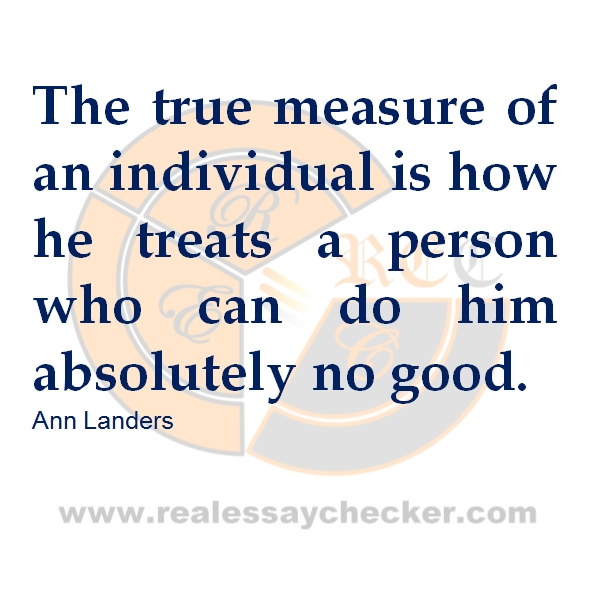 The true measure of
an individual is how
he treats a person
who can do him
absolutely no good.
Ann Landers
R
RCC
E
C
www.realessaychecker.com